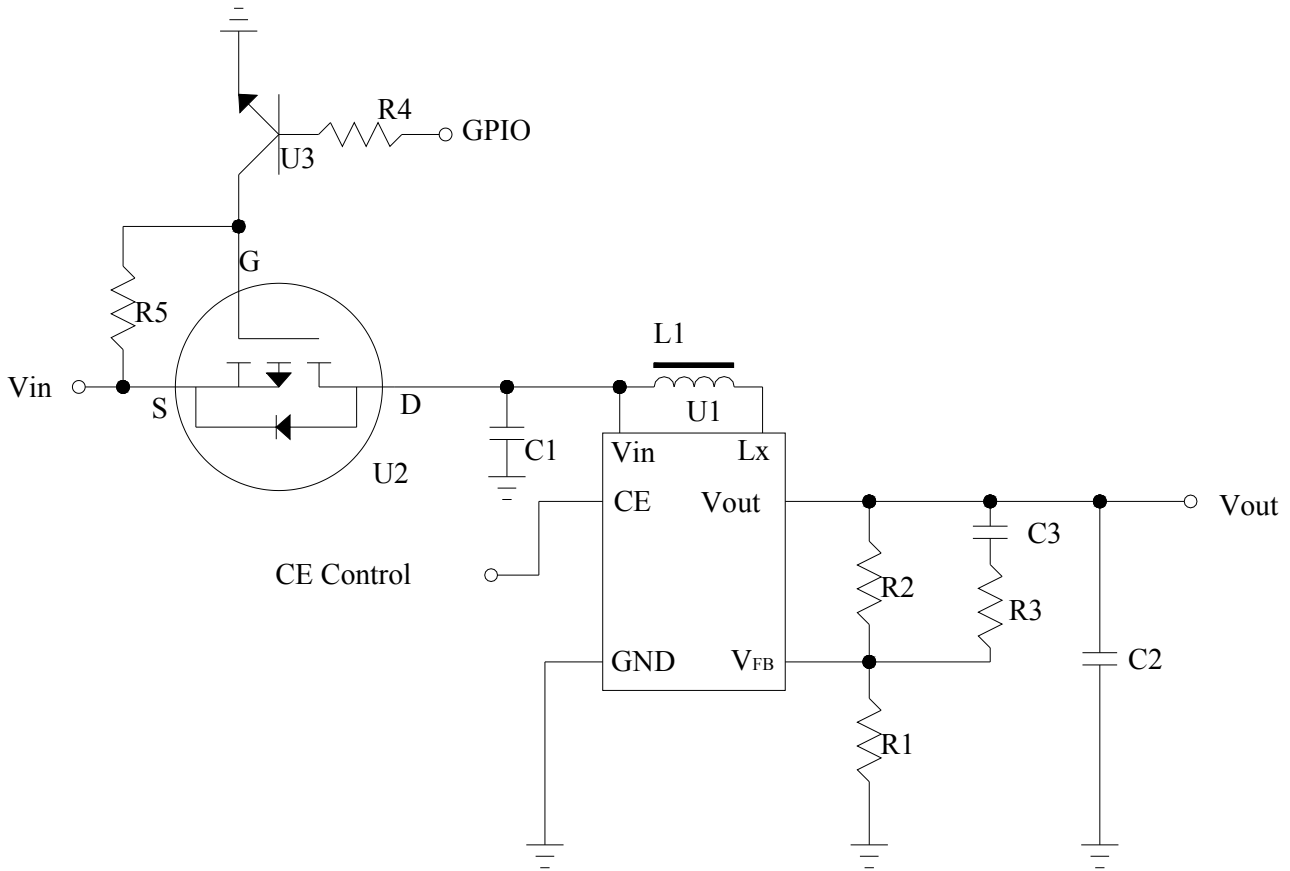 R4
GPIO
U3
G
R5
L1
Vin
S
D
U1
C1
Vin
Lx
U2
CE
Vout
Vout
C3
CE Control
R2
R3
GND
VFB
C2
R1